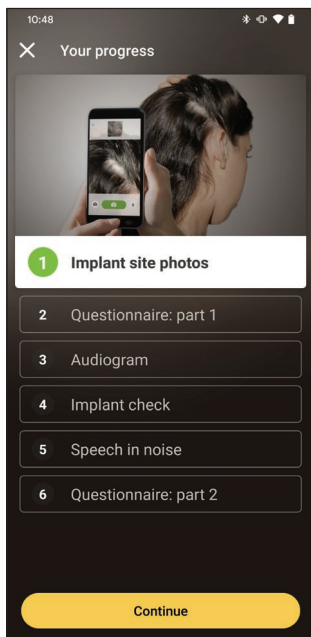 10:48
Your progress
1 Implant site photos
2 Questionnaire: part 1
3 Audiogram
4 Implant check
5 Speech in noise
6 Questionnaire: part 2
Continue